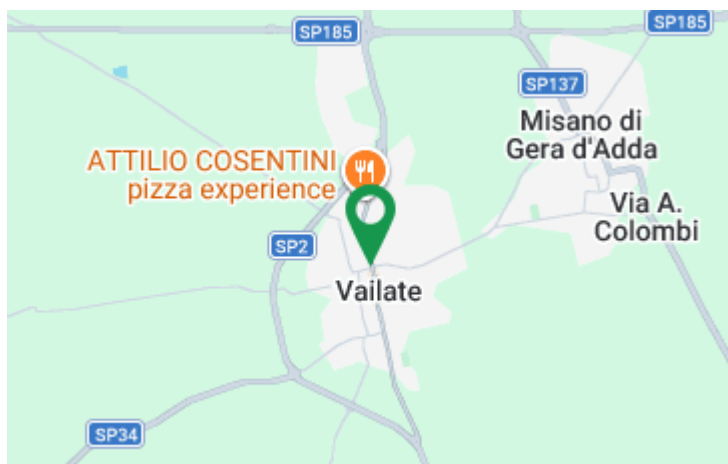 SP185
SP185
SP137
Misano di
Gera d'Adda
ATTILIO COSENTINI
pizza experience
Via A.
Colombi
SP2
Vailate
SP34